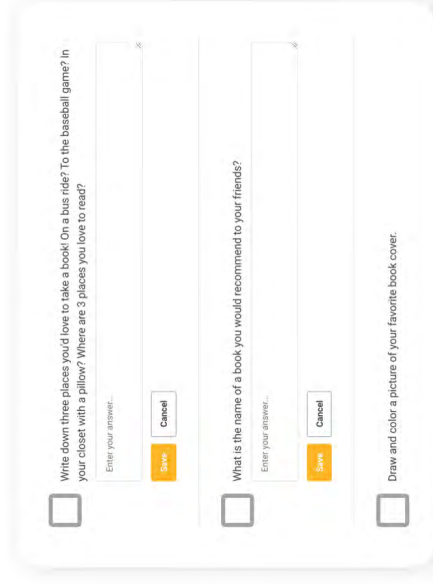 Write down three places you'd love to take a book! On a bus ride? To the baseball game? In
your closet with a pillow? Where are 3 places you love to read?
Enter your answer...
Save Cancel
What is the name of a book you would recommend to your friends?
Enter your answer...
Save Cancel
Draw and color a picture of your favorite book cover.